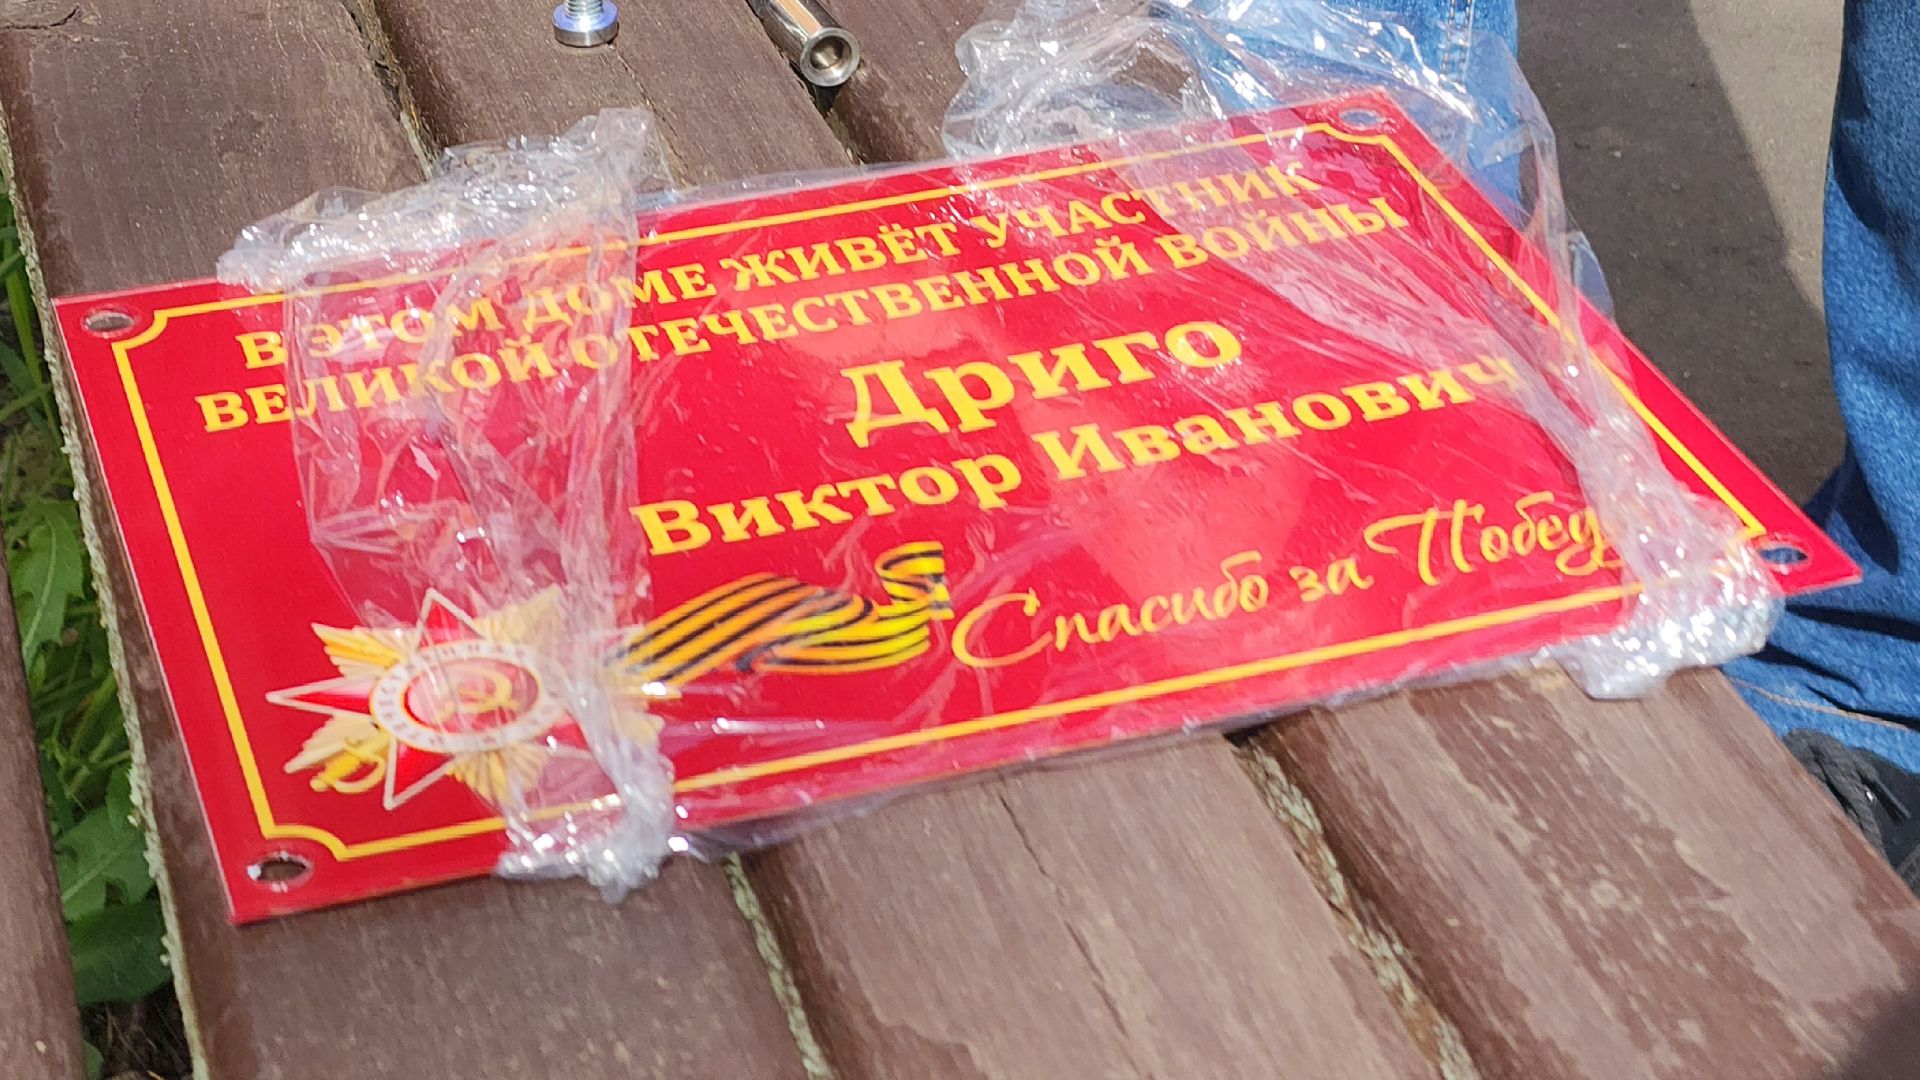 В ЭТОМ ДОМЕ ЖИВЁТ УЧАСТНИК
ВЕЛИКОЙ ОТЕЧЕСТВЕННОЙ ВОЙНЫ
Дриго
Виктор Иванович
Спасибо за Победу